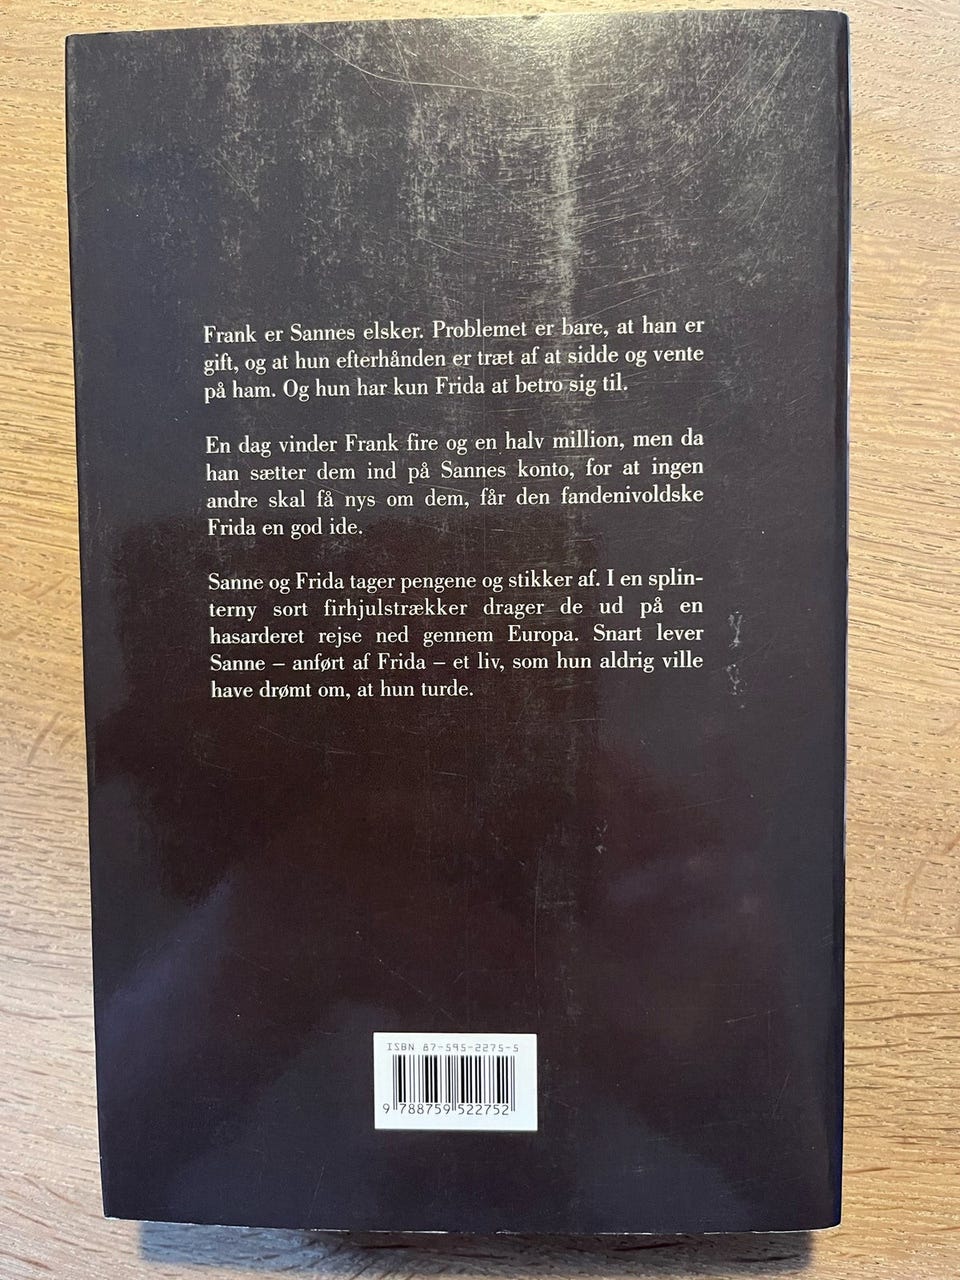 Frank er Sannes elsker. Problemet er bare, at han er
gift, og at hun efterhånden er træt af at sidde og vente
på ham. Og hun har kun Frida at betro sig til.
En dag vinder Frank fire og en halv million, men da
han sætter dem ind på Sannes konto, for at ingen
andre skal få nys om dem, får den fandenivoldske
Frida en god ide.
Sanne og Frida tager pengene og stikker af. I en splin-
terny sort firhjulstrækker drager de ud på en
hasarderet rejse ned gennem Europa. Snart lever
Sanne – anført af Frida – et liv, som hun aldrig ville
have drømt om, at hun turde.
ISBN 87-595-2275-5
9 788759 522752